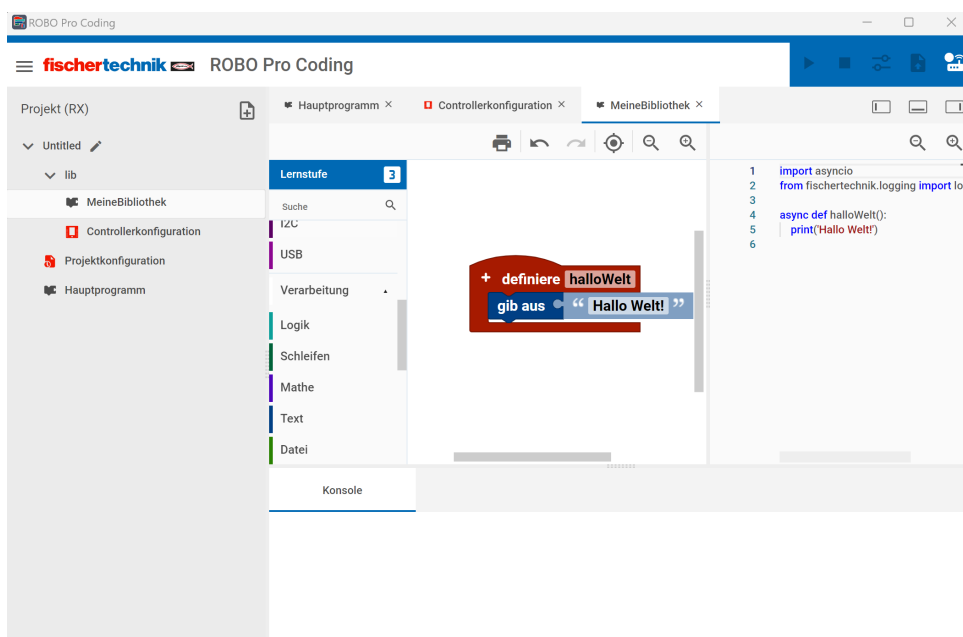 ROBO Pro Coding
fischertechnik ROBO Pro Coding
Projekt (RX)
Untitled
lib
MeineBibliothek
Controllerkonfiguration
Projektkonfiguration
Hauptprogramm
Hauptprogramm ×
Controllerkonfiguration ×
MeineBibliothek ×
Lernstufe 3
Suche
I2C
USB
Verarbeitung
Logik
Schleifen
Mathe
Text
Datei
+ definiere halloWelt
gib aus “ Hallo Welt! ”
1 import asyncio
2 from fischertechnik.logging import lo
3
4 async def halloWelt():
5 print('Hallo Welt!')
6
Konsole